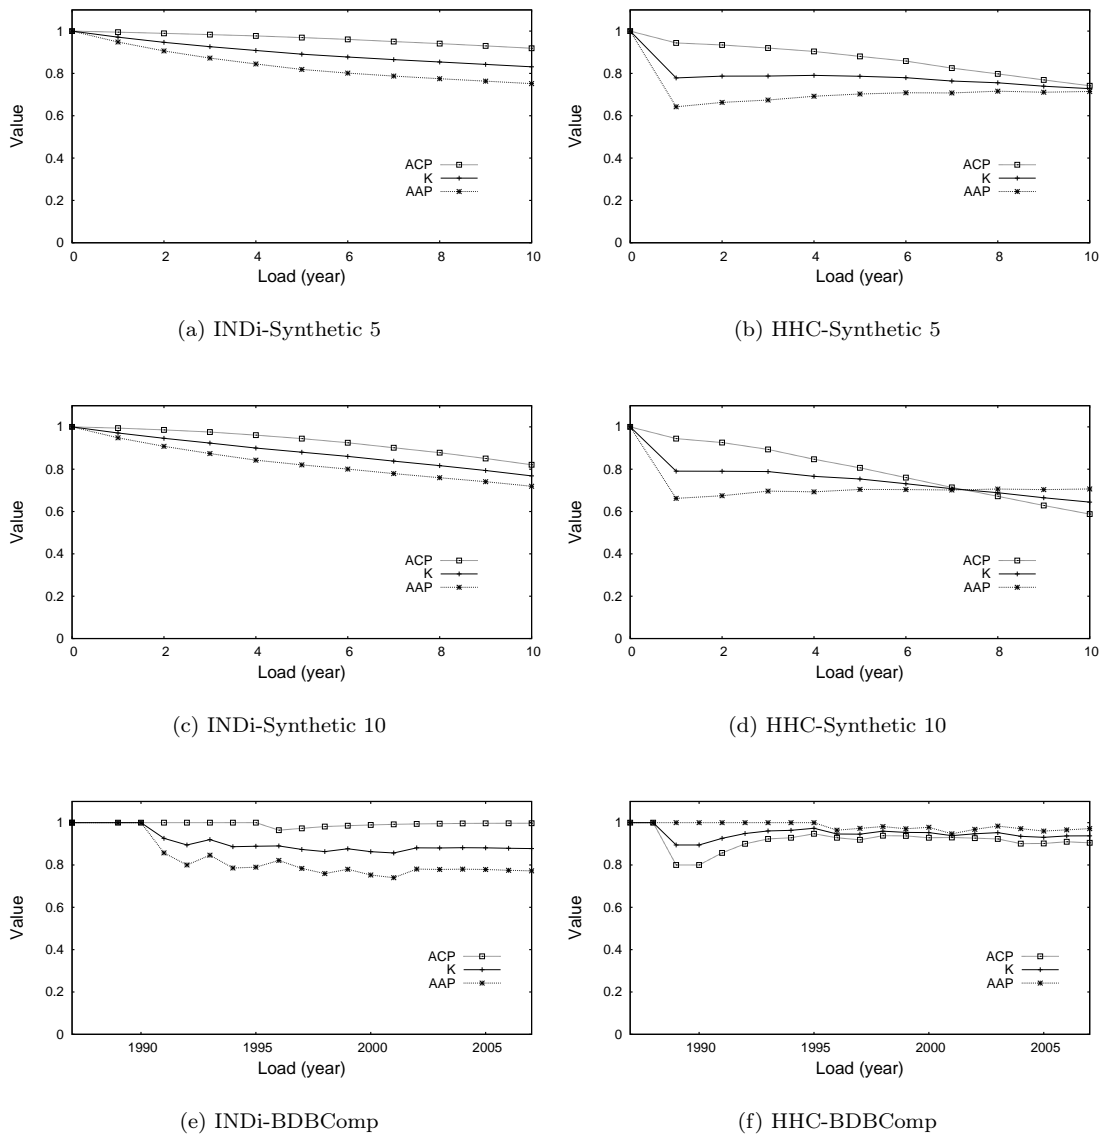 1
0.8
0.6
0.4
0.2
0
Value
ACP
K
AAP
0 2 4 6 8 10
Load (year)
(a) INDi-Synthetic 5
1
0.8
0.6
0.4
0.2
0
Value
ACP
K
AAP
0 2 4 6 8 10
Load (year)
(b) HHC-Synthetic 5
1
0.8
0.6
0.4
0.2
0
Value
ACP
K
AAP
0 2 4 6 8 10
Load (year)
(c) INDi-Synthetic 10
1
0.8
0.6
0.4
0.2
0
Value
ACP
K
AAP
0 2 4 6 8 10
Load (year)
(d) HHC-Synthetic 10
1
0.8
0.6
0.4
0.2
0
Value
ACP
K
AAP
1990 1995 2000 2005
Load (year)
(e) INDi-BDBComp
1
0.8
0.6
0.4
0.2
0
Value
ACP
K
AAP
1990 1995 2000 2005
Load (year)
(f) HHC-BDBComp